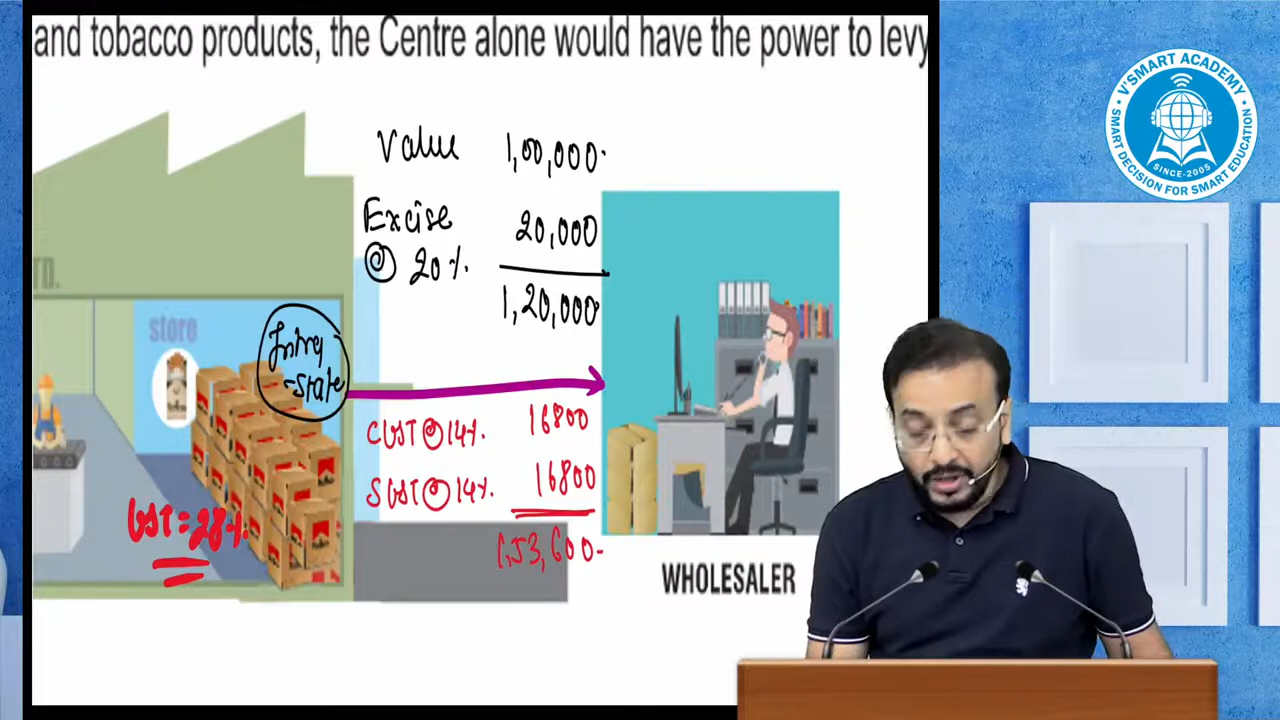 and tobacco products, the Centre alone would have the power to levy
V'SMART ACADEMY
SINCE-2005
SMART DECISION FOR SMART EDUCATION
Value 1,00,000.
Excise 20,000
@ 20%.
1,20,000
TD.
store
Intra
-state
CGST @ 14%. 16800
SGST @ 14%. 16800
GST = 28%.
1,53,600-
WHOLESALER